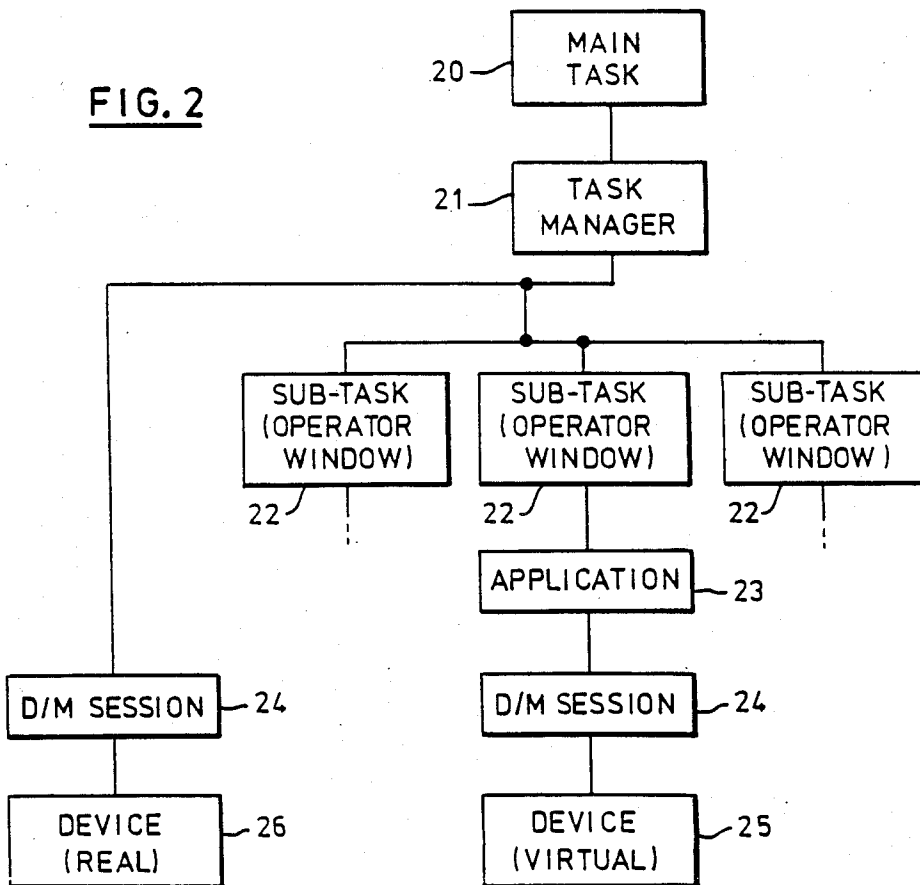 FIG. 2
MAIN
TASK
20
TASK
MANAGER
21
SUB-TASK
(OPERATOR
WINDOW)
22
SUB-TASK
(OPERATOR
WINDOW)
22
SUB-TASK
(OPERATOR
WINDOW)
22
APPLICATION
23
D/M SESSION
24
D/M SESSION
24
DEVICE
(REAL)
26
DEVICE
(VIRTUAL)
25